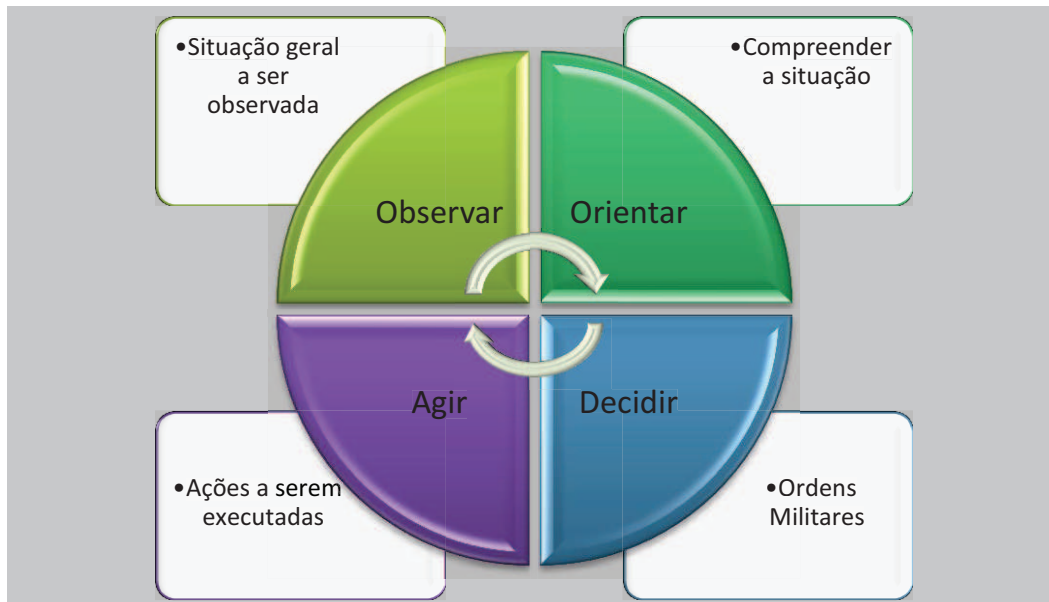 •Situação geral
a ser
observada
•Compreender
a situação
Observar
Orientar
Agir
Decidir
•Ações a serem
executadas
•Ordens
Militares